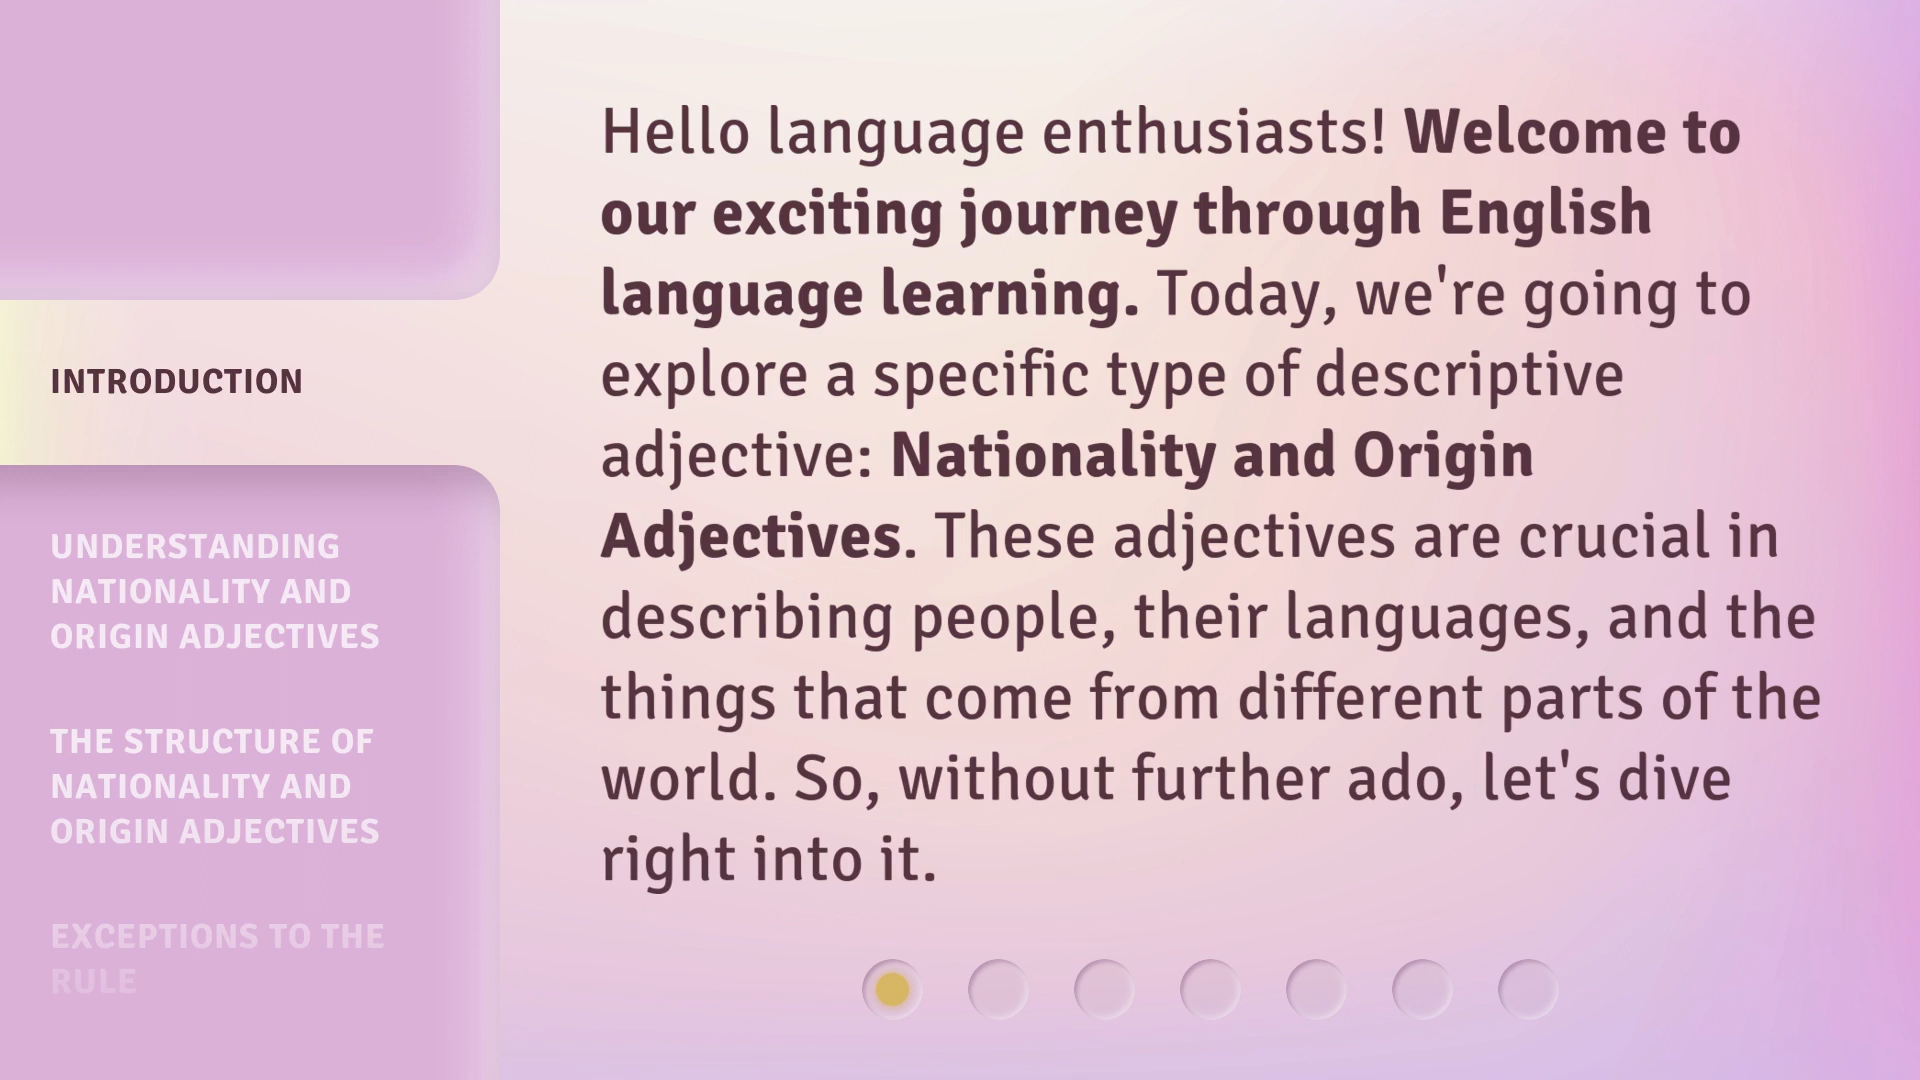 INTRODUCTION
UNDERSTANDING
NATIONALITY AND
ORIGIN ADJECTIVES
THE STRUCTURE OF
NATIONALITY AND
ORIGIN ADJECTIVES
EXCEPTIONS TO THE
RULE
Hello language enthusiasts! Welcome to
our exciting journey through English
language learning. Today, we're going to
explore a specific type of descriptive
adjective: Nationality and Origin
Adjectives. These adjectives are crucial in
describing people, their languages, and the
things that come from different parts of the
world. So, without further ado, let's dive
right into it.